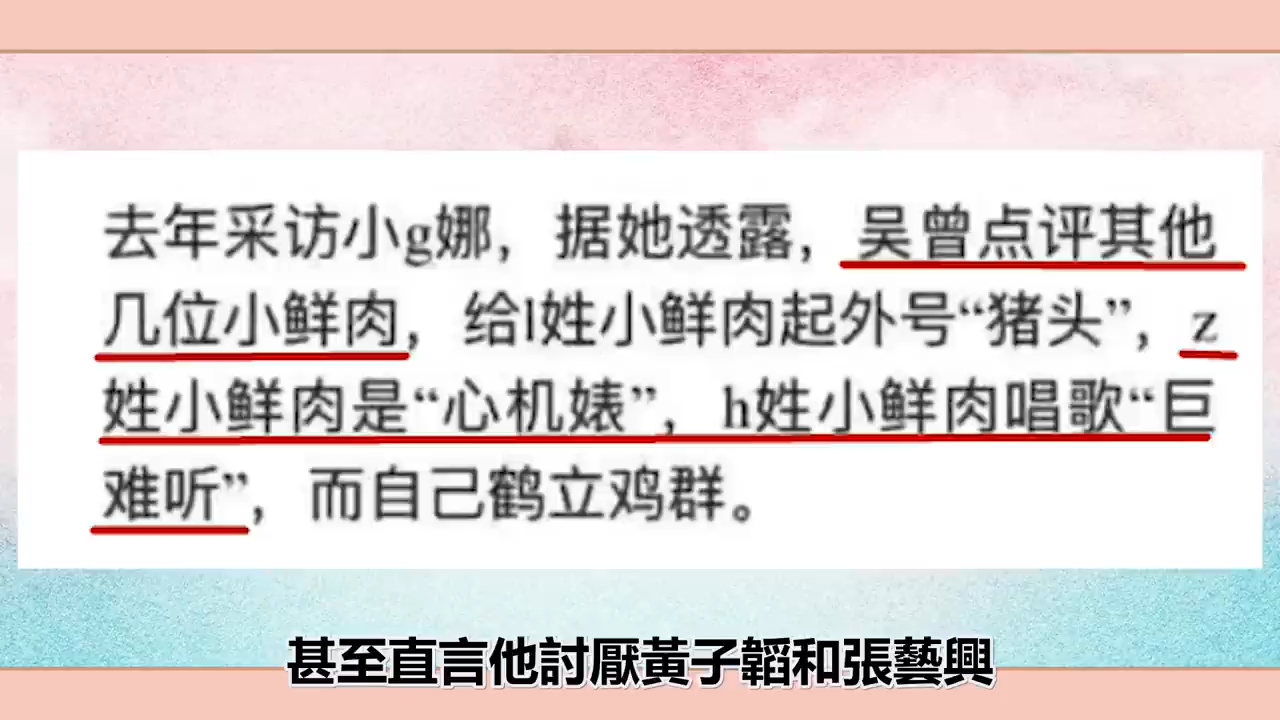 去年采访小g娜，据她透露，吴曾点评其他
几位小鲜肉，给l姓小鲜肉起外号“猪头”，z
姓小鲜肉是“心机婊”，h姓小鲜肉唱歌“巨
难听”，而自己鹤立鸡群。
甚至直言他討厭黃子韜和張藝興